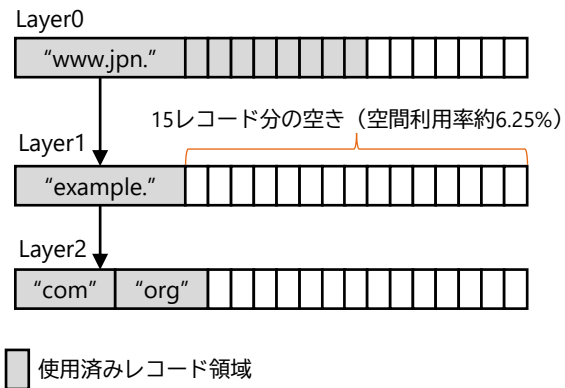 Layer0
“www.jpn.”
15レコード分の空き（空間利用率約6.25%）
Layer1
“example.”
Layer2
“com” “org”
使用済みレコード領域